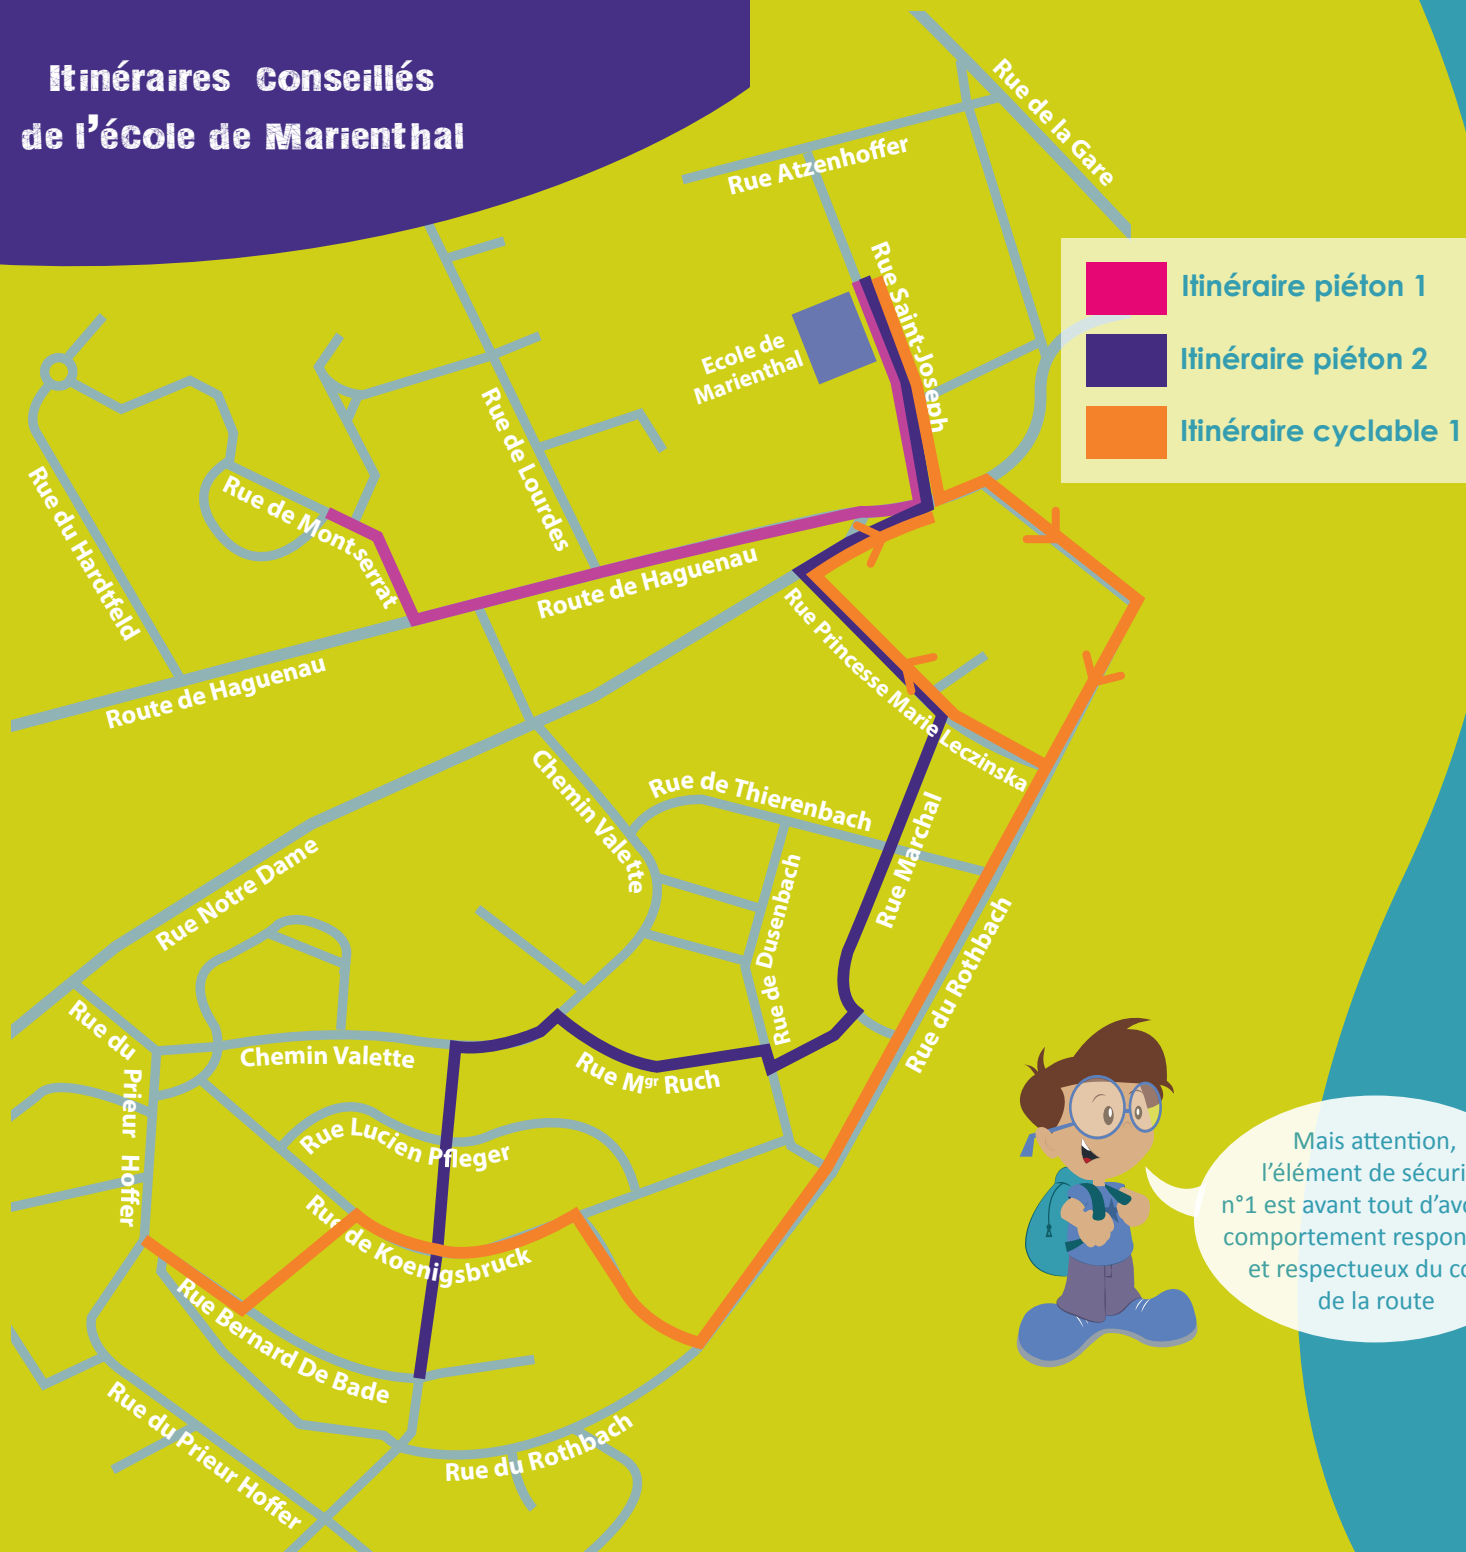 Itinéraires conseillés
de l'école de Marienthal
Rue de la Gare
Rue Atzenhoffer
Rue Saint-Joseph
Itinéraire piéton 1
Itinéraire piéton 2
Itinéraire cyclable 1
Ecole de
Marienthal
Rue de Lourdes
Rue du Hardtfeld
Rue de Montserrat
Route de Haguenau
Route de Haguenau
Rue Princesse Marie Leczinska
Chemin Valette
Rue de Thierenbach
Rue Marchal
Rue de Dusenbach
Rue Notre Dame
Rue du Rothbach
Rue du Prieur Hoffer
Chemin Valette
Rue Mgr Ruch
Rue Lucien Pfleger
Rue de Koenigsbruck
Rue Bernard De Bade
Rue du Prieur Hoffer
Rue du Rothbach
Mais attention,
l'élément de sécuri
n°1 est avant tout d'av
comportement respon
et respectueux du c
de la route